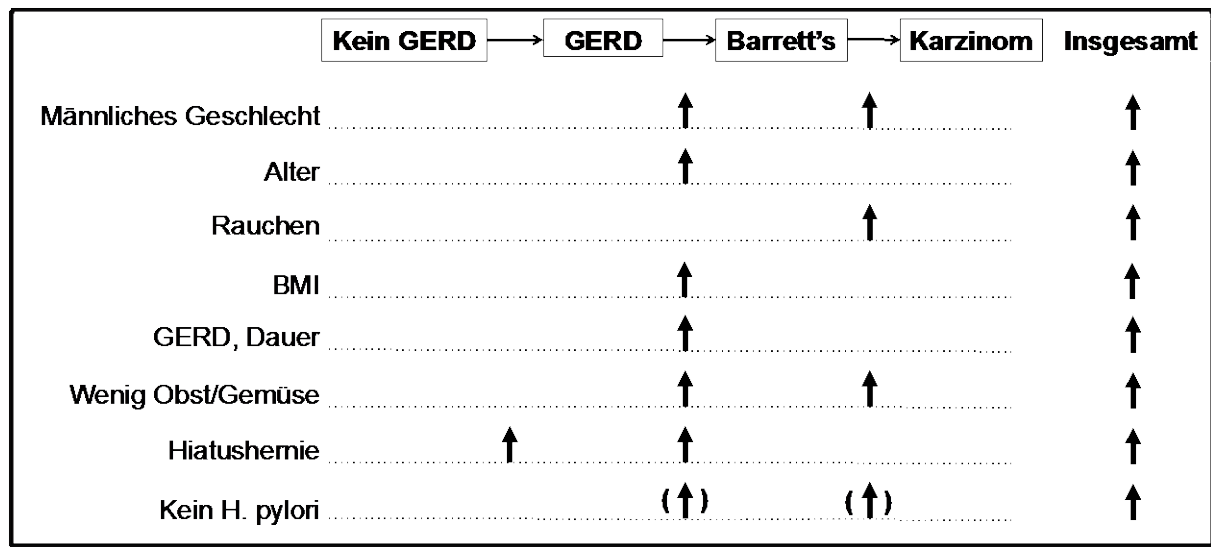 Kein GERD GERD Barrett's Karzinom Insgesamt
Männliches Geschlecht
Alter
Rauchen
BMI
GERD, Dauer
Wenig Obst/Gemüse
Hiatushernie
Kein H. pylori ( ) ( )